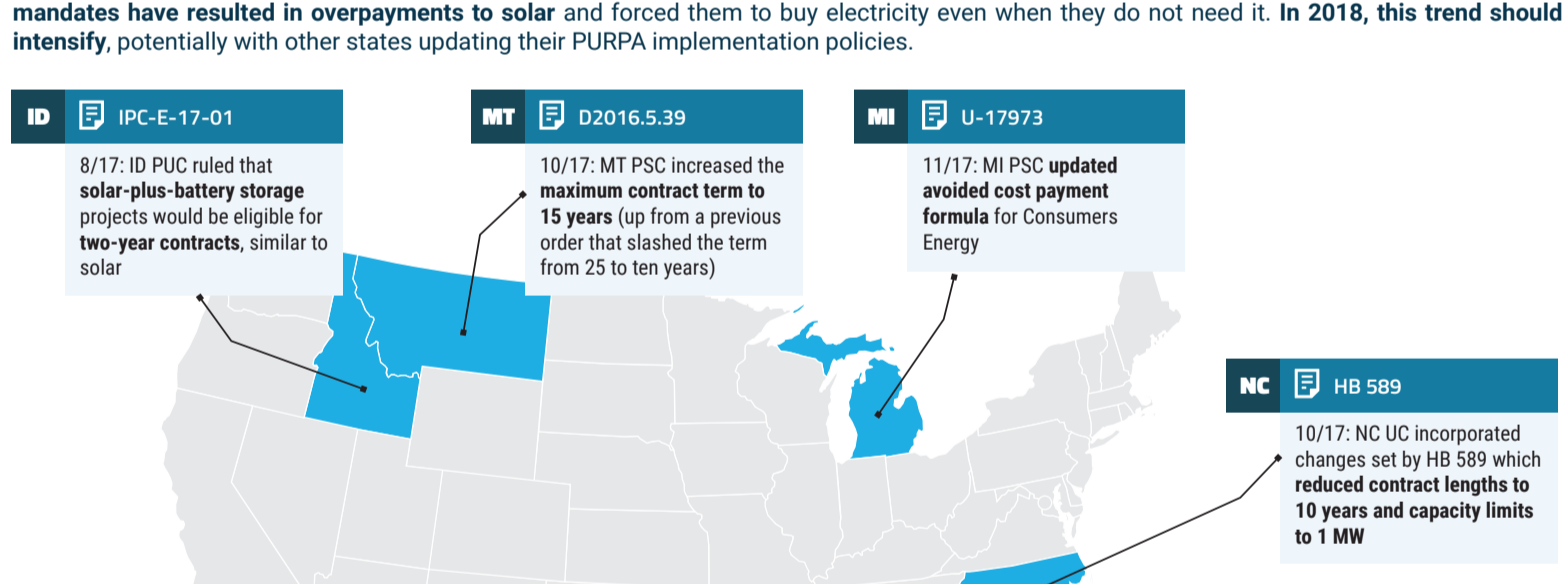 mandates have resulted in overpayments to solar and forced them to buy electricity even when they do not need it. In 2018, this trend should
intensify, potentially with other states updating their PURPA implementation policies.
ID IPC-E-17-01
8/17: ID PUC ruled that
solar-plus-battery storage
projects would be eligible for
two-year contracts, similar to
solar
MT D2016.5.39
10/17: MT PSC increased the
maximum contract term to
15 years (up from a previous
order that slashed the term
from 25 to ten years)
MI U-17973
11/17: MI PSC updated
avoided cost payment
formula for Consumers
Energy
NC HB 589
10/17: NC UC incorporated
changes set by HB 589 which
reduced contract lengths to
10 years and capacity limits
to 1 MW